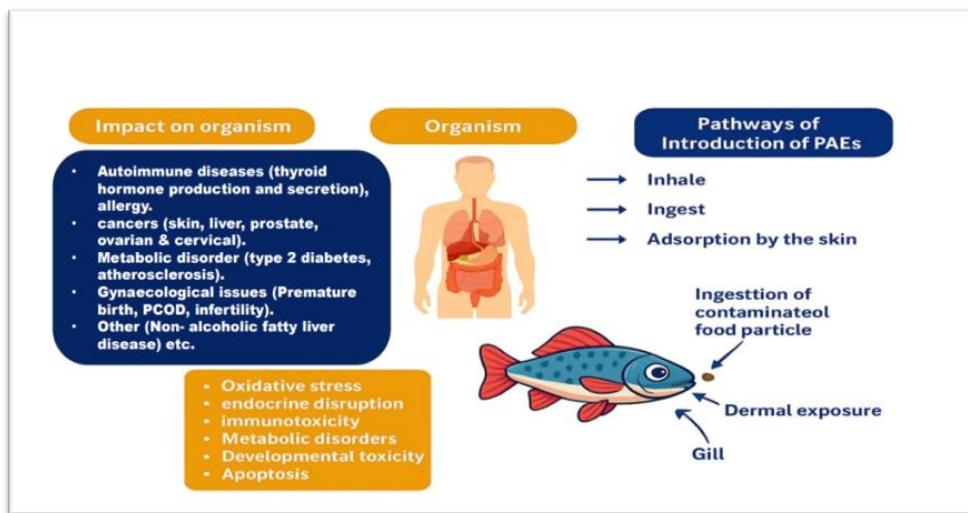 Impact on organism
• Autoimmune diseases (thyroid
hormone production and secretion),
allergy.
• cancers (skin, liver, prostate,
ovarian & cervical).
• Metabolic disorder (type 2 diabetes,
atherosclerosis).
• Gynaecological issues (Premature
birth, PCOD, infertility).
• Other (Non- alcoholic fatty liver
disease) etc.
• Oxidative stress
• endocrine disruption
• immunotoxicity
• Metabolic disorders
• Developmental toxicity
• Apoptosis
Organism
Pathways of
Introduction of PAEs
Inhale
Ingest
Adsorption by the skin
Ingesttion of
contaminateol
food particle
Dermal exposure
Gill